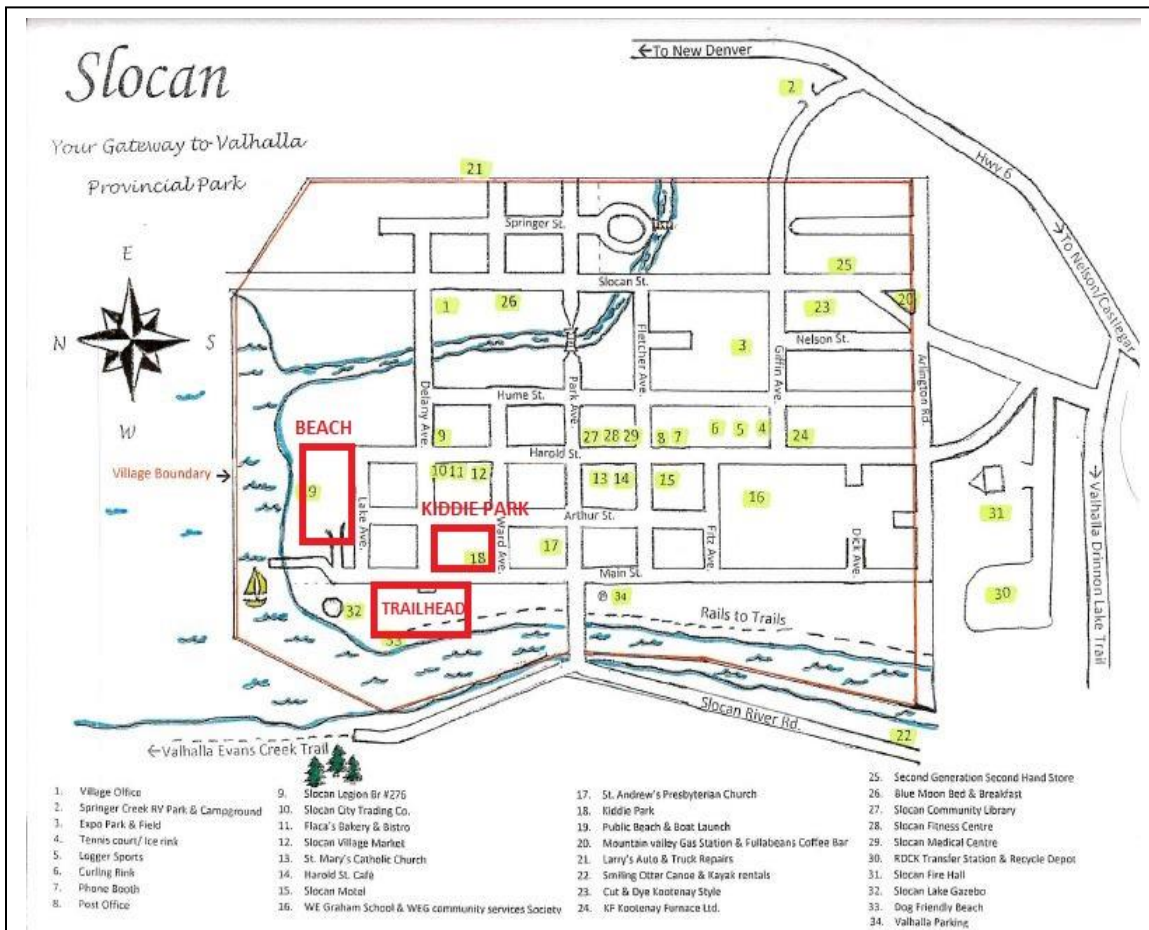 Slocan
Your Gateway to Valhalla
Provincial Park
←To New Denver
2
Hwy 6
→To Nelson/Castlegar
21
Springer St.
25
Slocan St.
E
N
S
W
1
26
23
20
Fletcher Ave.
3
Nelson St.
Giffin Ave.
Arlington Rd.
Delany Ave.
Park Ave.
Hume St.
BEACH
9
27 28 29
8 7
6
5
4
24
Harold St.
Village Boundary →
9
10 11 12
13 14
15
16
KIDDIE PARK
Lake Ave.
Ward Ave.
Arthur St.
31
18
17
Fitz Ave.
Dick Ave.
Main St.
→ Valhalla Drinnon Lake Trail
TRAILHEAD
32
33
34
Rails to Trails
30
Slocan River Rd.
22
←Valhalla Evans Creek Trail
1. Village Office
2. Springer Creek RV Park & Campground
3. Expo Park & Field
4. Tennis court/ Ice rink
5. Logger Sports
6. Curling Rink
7. Phone Booth
8. Post Office
9. Slocan Legion Br #276
10. Slocan City Trading Co.
11. Flaca's Bakery & Bistro
12. Slocan Village Market
13. St. Mary's Catholic Church
14. Harold St. Café
15. Slocan Motel
16. WE Graham School & WEG community services Society
17. St. Andrew's Presbyterian Church
18. Kiddie Park
19. Public Beach & Boat Launch
20. Mountain valley Gas Station & Fullabeans Coffee Bar
21. Larry's Auto & Truck Repairs
22. Smiling Otter Canoe & Kayak rentals
23. Cut & Dye Kootenay Style
24. KF Kootenay Furnace Ltd.
25. Second Generation Second Hand Store
26. Blue Moon Bed & Breakfast
27. Slocan Community Library
28. Slocan Fitness Centre
29. Slocan Medical Centre
30. RDCK Transfer Station & Recycle Depot
31. Slocan Fire Hall
32. Slocan Lake Gazebo
33. Dog Friendly Beach
34. Valhalla Parking